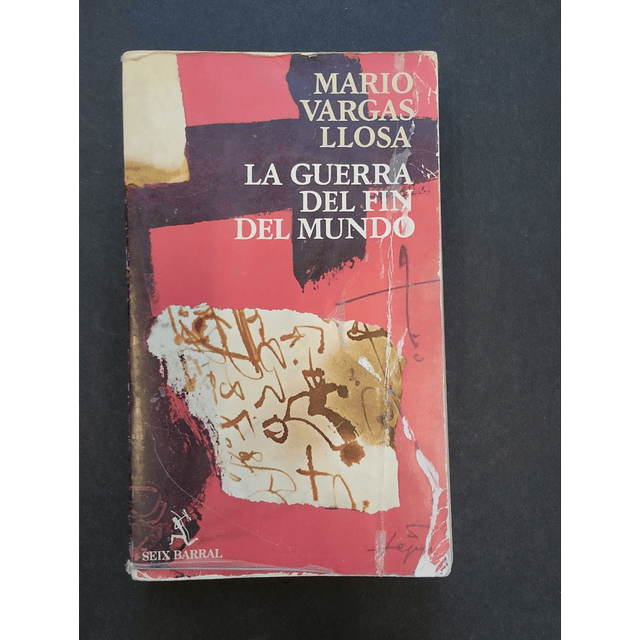 MARIO
VARGAS
LLOSA
LA GUERRA
DEL FIN
DEL MUNDO
SEIX BARRAL